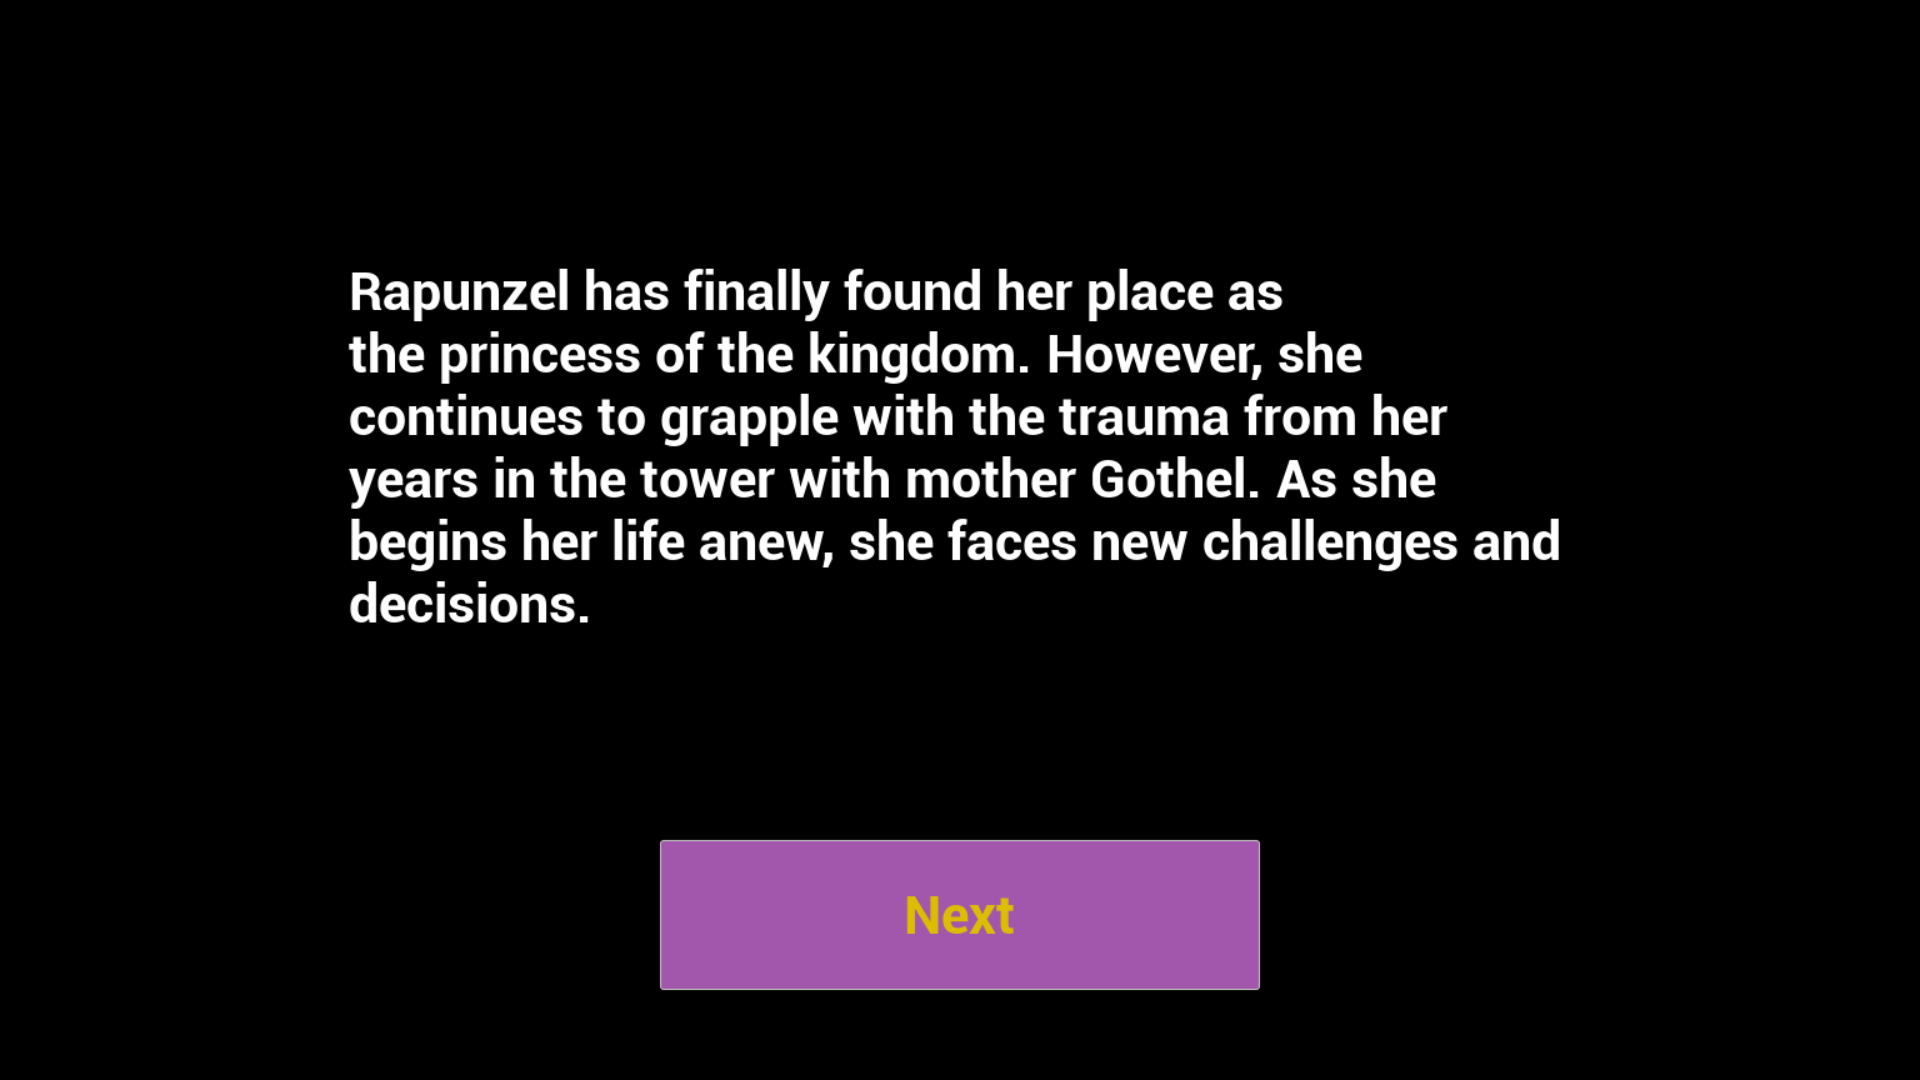 Rapunzel has finally found her place as
the princess of the kingdom. However, she
continues to grapple with the trauma from her
years in the tower with mother Gothel. As she
begins her life anew, she faces new challenges and
decisions.
Next